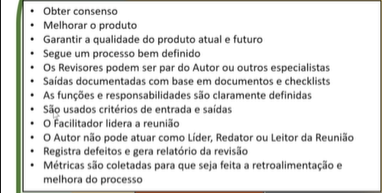 • Obter consenso
• Melhorar o produto
• Garantir a qualidade do produto atual e futuro
• Segue um processo bem definido
• Os Revisores podem ser par do Autor ou outros especialistas
• Saídas documentadas com base em documentos e checklists
• As funções e responsabilidades são claramente definidas
• São usados critérios de entrada e saídas
• O Facilitador lidera a reunião
• O Autor não pode atuar como Líder, Redator ou Leitor da Reunião
• Registra defeitos e gera relatório da revisão
• Métricas são coletadas para que seja feita a retroalimentação e
melhora do processo